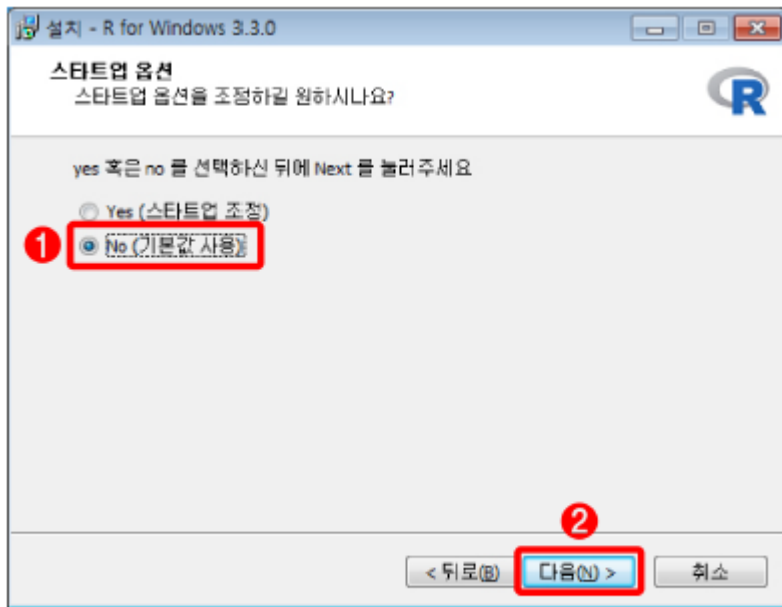 설치 - R for Windows 3.3.0
스타트업 옵션
스타트업 옵션을 조정하길 원하시나요?
R
yes 혹은 no 를 선택하신 뒤에 Next 를 눌러주세요
Yes (스타트업 조정)
1 No (기본값 사용)
2
< 뒤로(B) 다음(N) > 취소